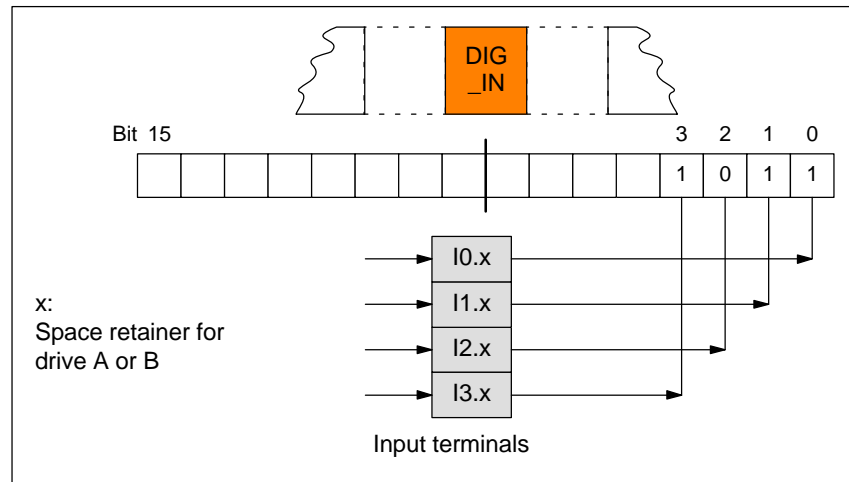 DIG
_IN
Bit 15 3 2 1 0
1 0 1 1
I0.x
I1.x
I2.x
I3.x
x:
Space retainer for
drive A or B
Input terminals